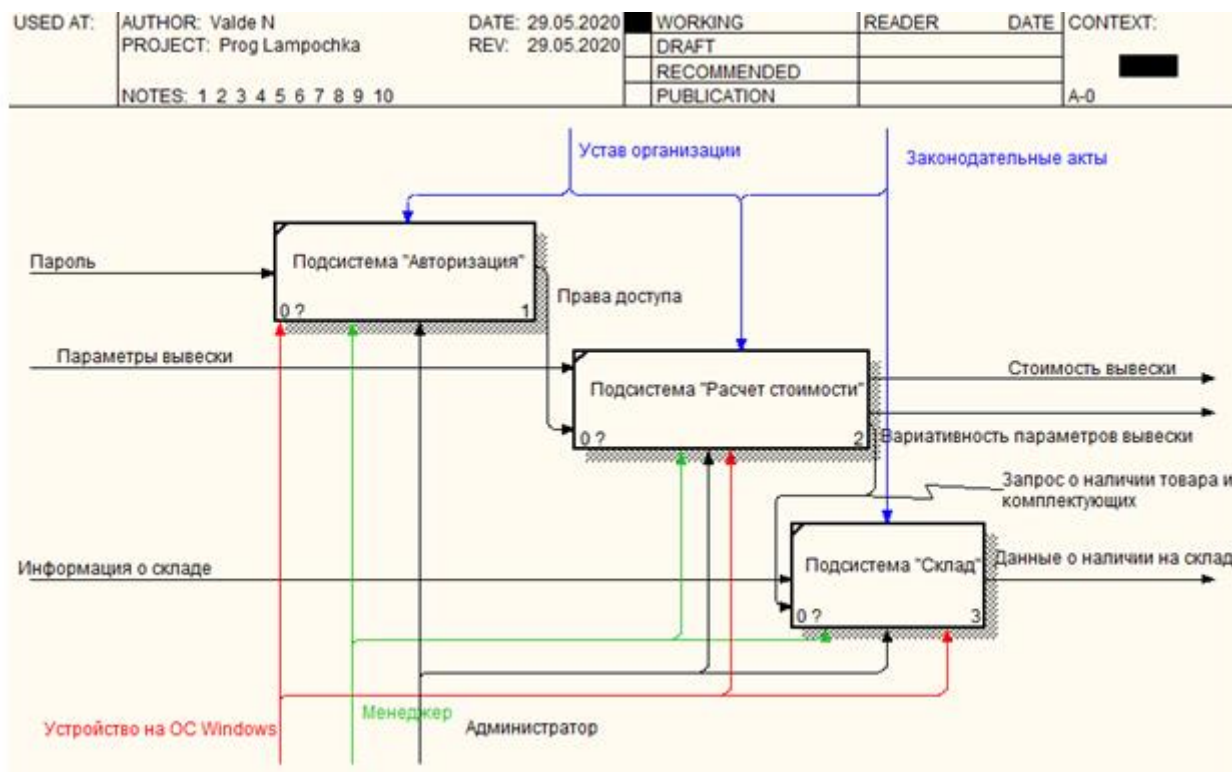 USED AT: AUTHOR: Valde N DATE: 29.05.2020 WORKING READER DATE CONTEXT:
PROJECT: Prog Lampochka REV: 29.05.2020 DRAFT
RECOMMENDED
NOTES: 1 2 3 4 5 6 7 8 9 10 PUBLICATION A-0
Устав организации
Законодательные акты
Пароль
Подсистема "Авторизация"
0 ? 1
Права доступа
Параметры вывески
Подсистема "Расчет стоимости"
0 ? 2
Стоимость вывески
Вариативность параметров вывески
Запрос о наличии товара и
комплектующих
Информация о складе
Подсистема "Склад"
0 ? 3
Данные о наличии на склад
Устройство на ОС Windows
Менеджер
Администратор